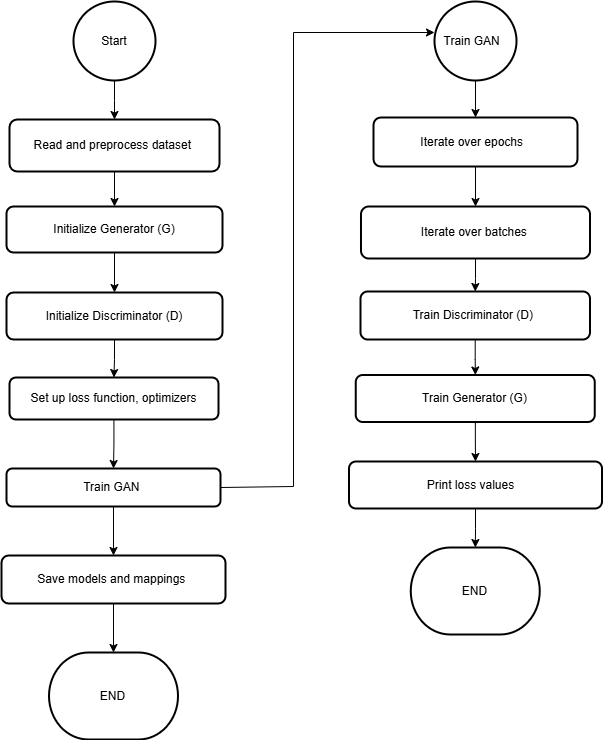 Start
Read and preprocess dataset
Initialize Generator (G)
Initialize Discriminator (D)
Set up loss function, optimizers
Train GAN
Save models and mappings
END
Train GAN
Iterate over epochs
Iterate over batches
Train Discriminator (D)
Train Generator (G)
Print loss values
END